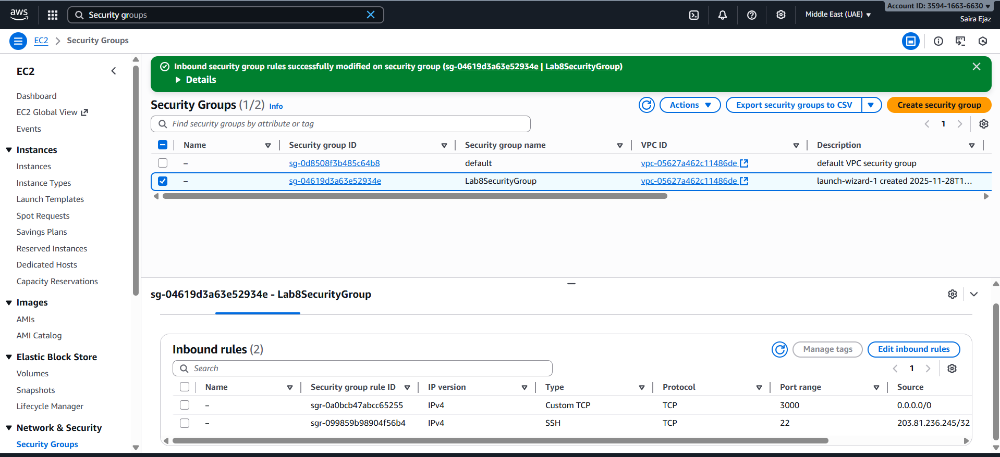 aws
Security groups
Middle East (UAE)
Account ID: 3594-1663-6630
Saira Ejaz
EC2
Security Groups
EC2
Dashboard
EC2 Global View
Events
Instances
Instances
Instance Types
Launch Templates
Spot Requests
Savings Plans
Reserved Instances
Dedicated Hosts
Capacity Reservations
Images
AMIs
AMI Catalog
Elastic Block Store
Volumes
Snapshots
Lifecycle Manager
Network & Security
Security Groups
Inbound security group rules successfully modified on security group (sg-04619d3a63e52934e | Lab8SecurityGroup)
Details
Security Groups (1/2) Info
Actions
Export security groups to CSV
Create security group
Find security groups by attribute or tag
1
Name Security group ID Security group name VPC ID Description
– sg-0d8508f3b485c64b8 default vpc-05627a462c11486de default VPC security group
– sg-04619d3a63e52934e Lab8SecurityGroup vpc-05627a462c11486de launch-wizard-1 created 2025-11-28T1...
sg-04619d3a63e52934e - Lab8SecurityGroup
Inbound rules (2)
Manage tags
Edit inbound rules
Search
1
Name Security group rule ID IP version Type Protocol Port range Source
– sgr-0a0bcb47abcc65255 IPv4 Custom TCP TCP 3000 0.0.0.0/0
– sgr-099859b98904f56b4 IPv4 SSH TCP 22 203.81.236.245/32